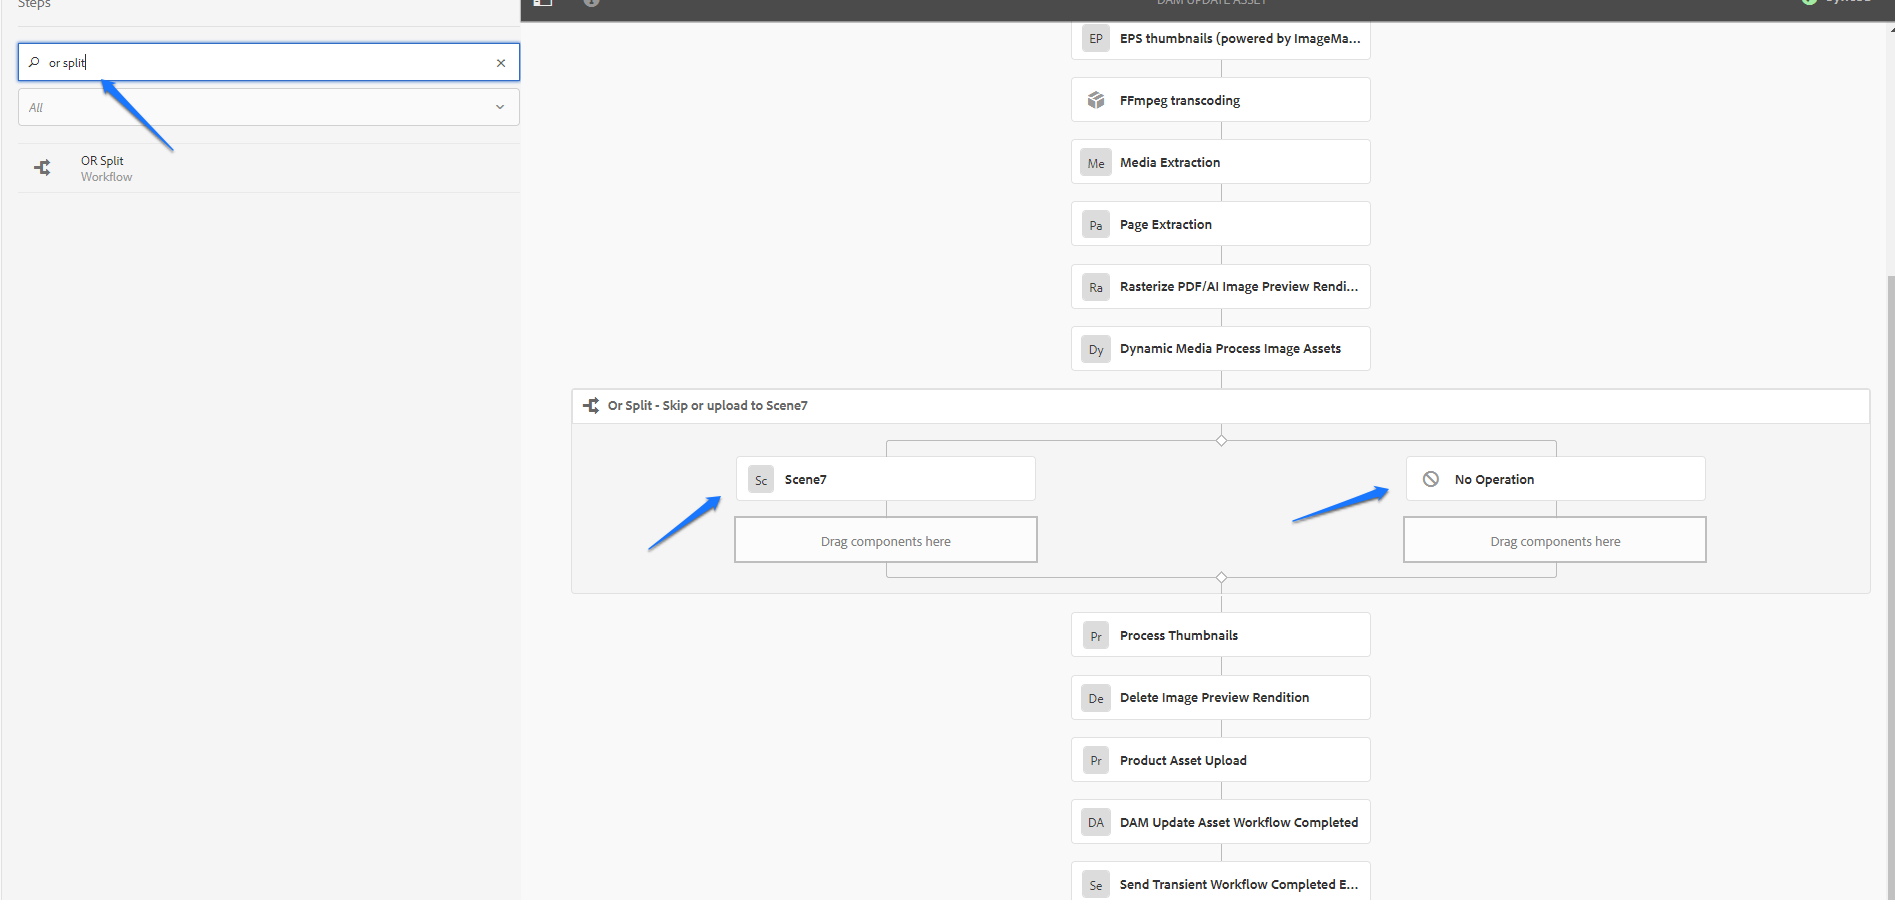 Steps
DAM UPDATE ASSET
Synced
or split
All
OR Split
Workflow
EP EPS thumbnails (powered by ImageMa...
FFmpeg transcoding
Me Media Extraction
Pa Page Extraction
Ra Rasterize PDF/AI Image Preview Rendi...
Dy Dynamic Media Process Image Assets
Or Split - Skip or upload to Scene7
Sc Scene7
No Operation
Drag components here
Drag components here
Pr Process Thumbnails
De Delete Image Preview Rendition
Pr Product Asset Upload
DA DAM Update Asset Workflow Completed
Se Send Transient Workflow Completed E...